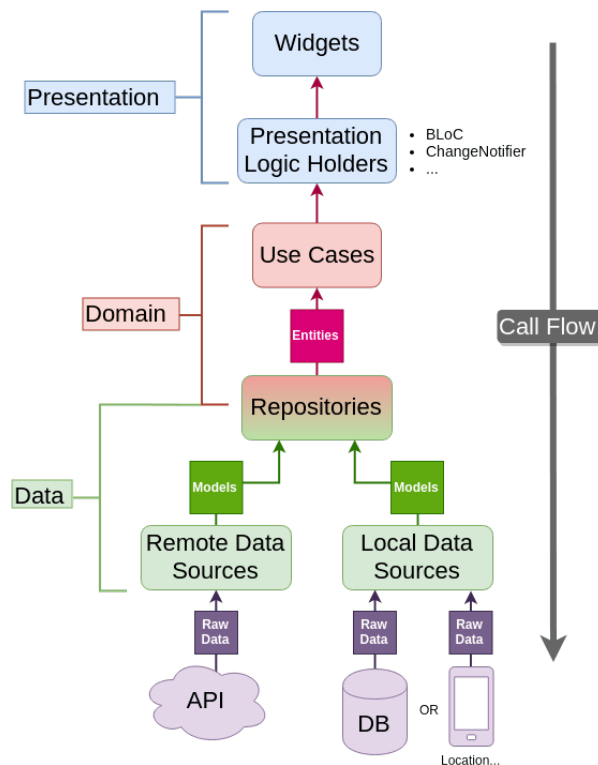 Widgets
Presentation
Presentation
Logic Holders
• BLoC
• ChangeNotifier
• ...
Use Cases
Domain
Entities
Call Flow
Repositories
Models
Models
Data
Remote Data
Sources
Local Data
Sources
Raw
Data
Raw
Data
Raw
Data
API
DB
OR
Location...